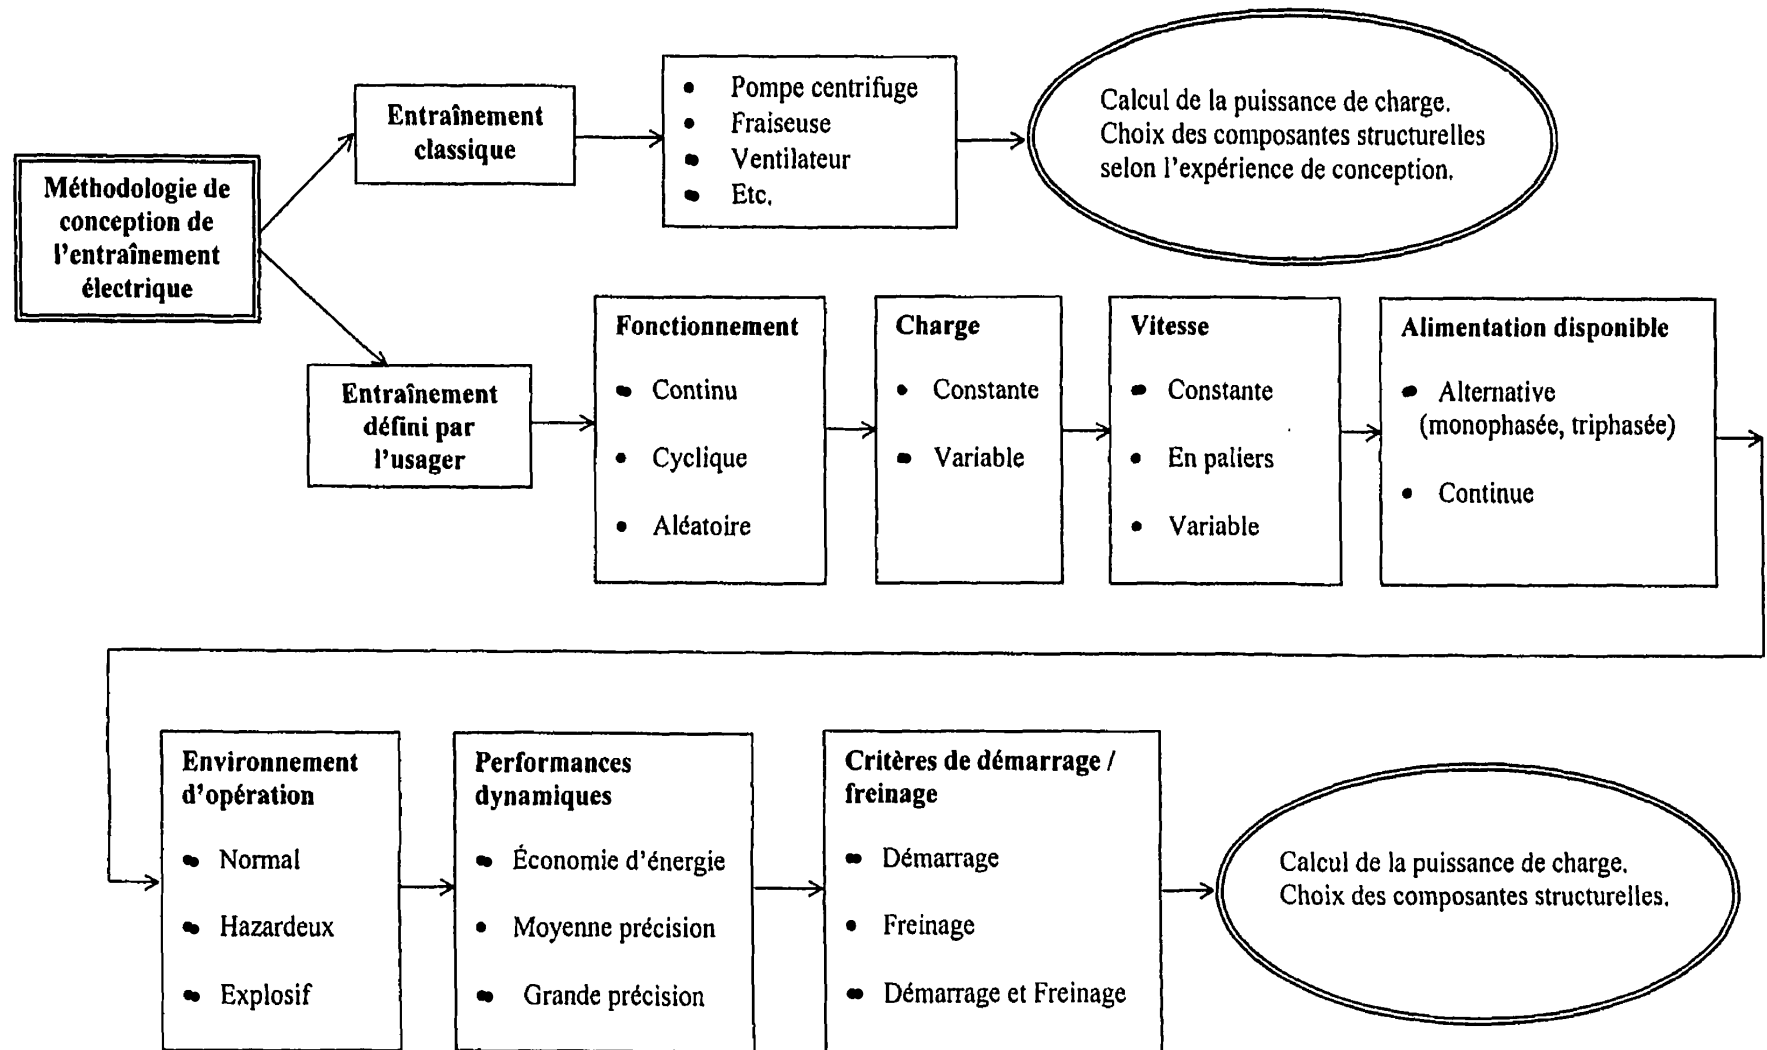 Méthodologie de
conception de
l'entraînement
électrique
Entraînement
classique
• Pompe centrifuge
• Fraiseuse
• Ventilateur
• Etc.
Calcul de la puissance de charge.
Choix des composantes structurelles
selon l'expérience de conception.
Entraînement
défini par
l'usager
Fonctionnement
• Continu
• Cyclique
• Aléatoire
Charge
• Constante
• Variable
Vitesse
• Constante
• En paliers
• Variable
Alimentation disponible
• Alternative
(monophasée, triphasée)
• Continue
Environnement
d'opération
• Normal
• Hazardeux
• Explosif
Performances
dynamiques
• Économie d'énergie
• Moyenne précision
• Grande précision
Critères de démarrage /
freinage
• Démarrage
• Freinage
• Démarrage et Freinage
Calcul de la puissance de charge.
Choix des composantes structurelles.